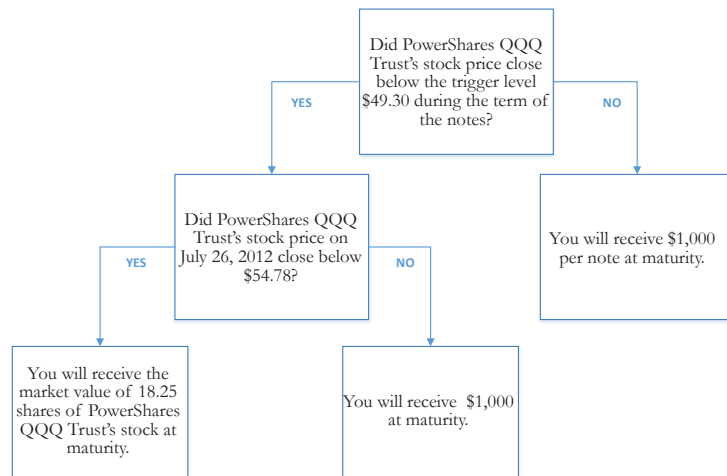 Did PowerShares QQQ
Trust's stock price close
below the trigger level
$49.30 during the term of
the notes?
YES
NO
Did PowerShares QQQ
Trust's stock price on
July 26, 2012 close below
$54.78?
You will receive $1,000
per note at maturity.
YES
NO
You will receive the
market value of 18.25
shares of PowerShares
QQQ Trust's stock at
maturity.
You will receive $1,000
at maturity.